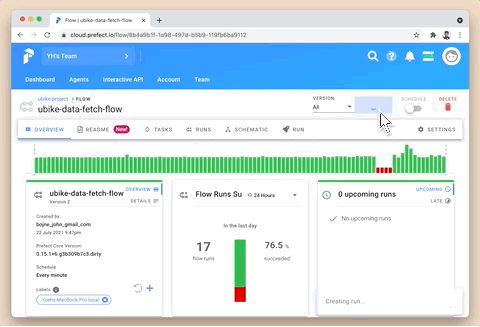 Flow | ubike-data-fetch-flow
cloud.prefect.io/flow/8b4a9b1f-1a98-497d-b5b9-119fb6ba9112
YH's Team
Dashboard Agents Interactive API Account Team
ubike-project > FLOW
ubike-data-fetch-flow
VERSION
All
SCHEDULE
DELETE
OVERVIEW README New! TASKS RUNS SCHEMATIC RUN SETTINGS
ubike-data-fetch-flow
Version 2
OVERVIEW
DETAILS
Created by
bojne_john_gmail_com
22 July 2021 9:47pm
Prefect Core Version:
0.15.1+6.g3b309b7c3.dirty
Schedule
Every minute
Labels
Yuems MacBook Pro local
Flow Runs Su
24 Hours
In the last day
17
flow runs
76.5 %
succeeded
0 upcoming runs
UPCOMING
LATE
No upcoming runs
Creating run...